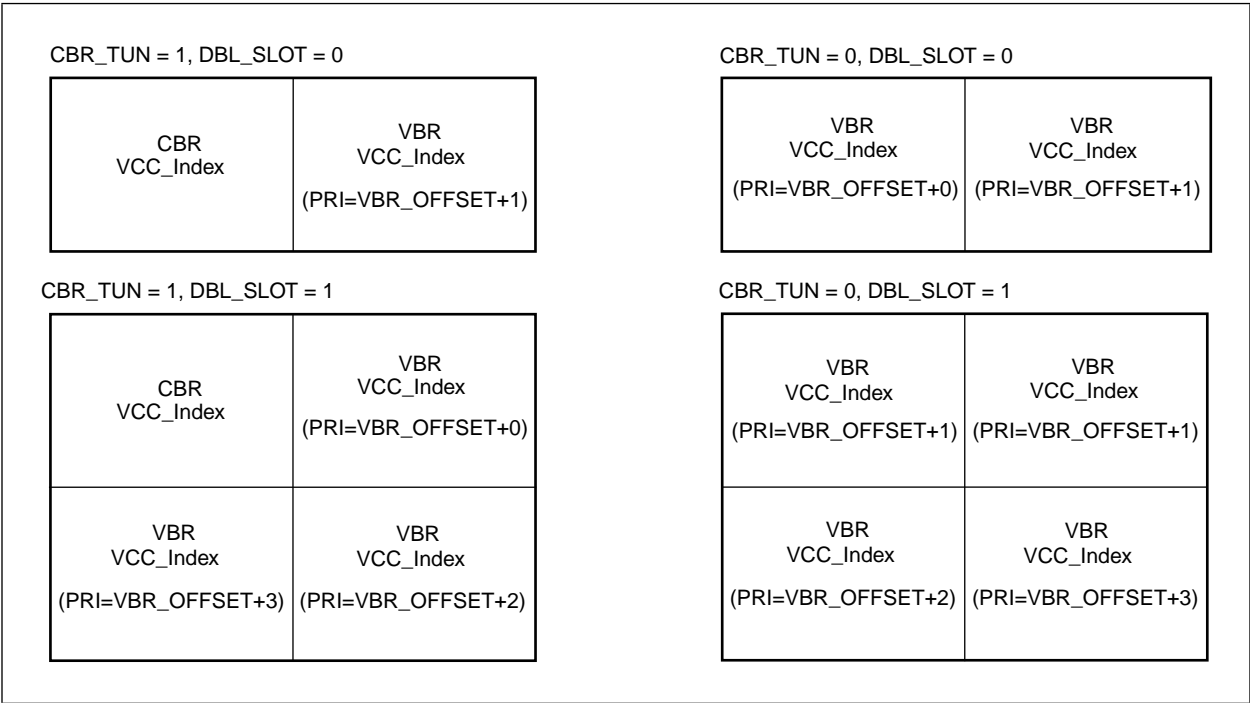 CBR_TUN = 1, DBL_SLOT = 0
CBR
VCC_Index
VBR
VCC_Index
(PRI=VBR_OFFSET+1)
CBR_TUN = 0, DBL_SLOT = 0
VBR
VCC_Index
(PRI=VBR_OFFSET+0)
VBR
VCC_Index
(PRI=VBR_OFFSET+1)
CBR_TUN = 1, DBL_SLOT = 1
CBR
VCC_Index
VBR
VCC_Index
(PRI=VBR_OFFSET+0)
VBR
VCC_Index
(PRI=VBR_OFFSET+3)
VBR
VCC_Index
(PRI=VBR_OFFSET+2)
CBR_TUN = 0, DBL_SLOT = 1
VBR
VCC_Index
(PRI=VBR_OFFSET+1)
VBR
VCC_Index
(PRI=VBR_OFFSET+1)
VBR
VCC_Index
(PRI=VBR_OFFSET+2)
VBR
VCC_Index
(PRI=VBR_OFFSET+3)